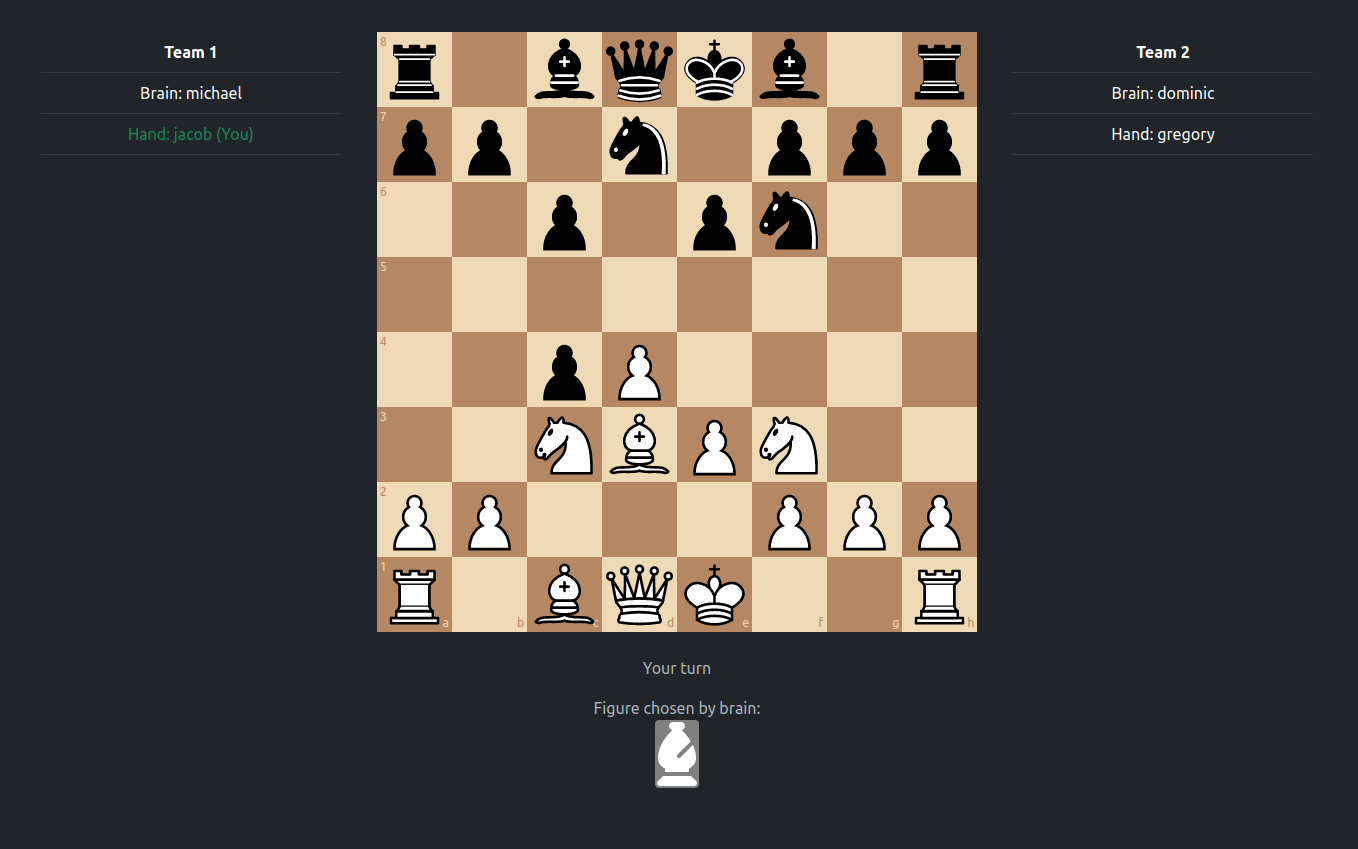 Team 1
Brain: michael
Hand: jacob (You)
8
7
6
5
4
3
2
1
a b c d e f g h
Your turn
Figure chosen by brain:
Team 2
Brain: dominic
Hand: gregory